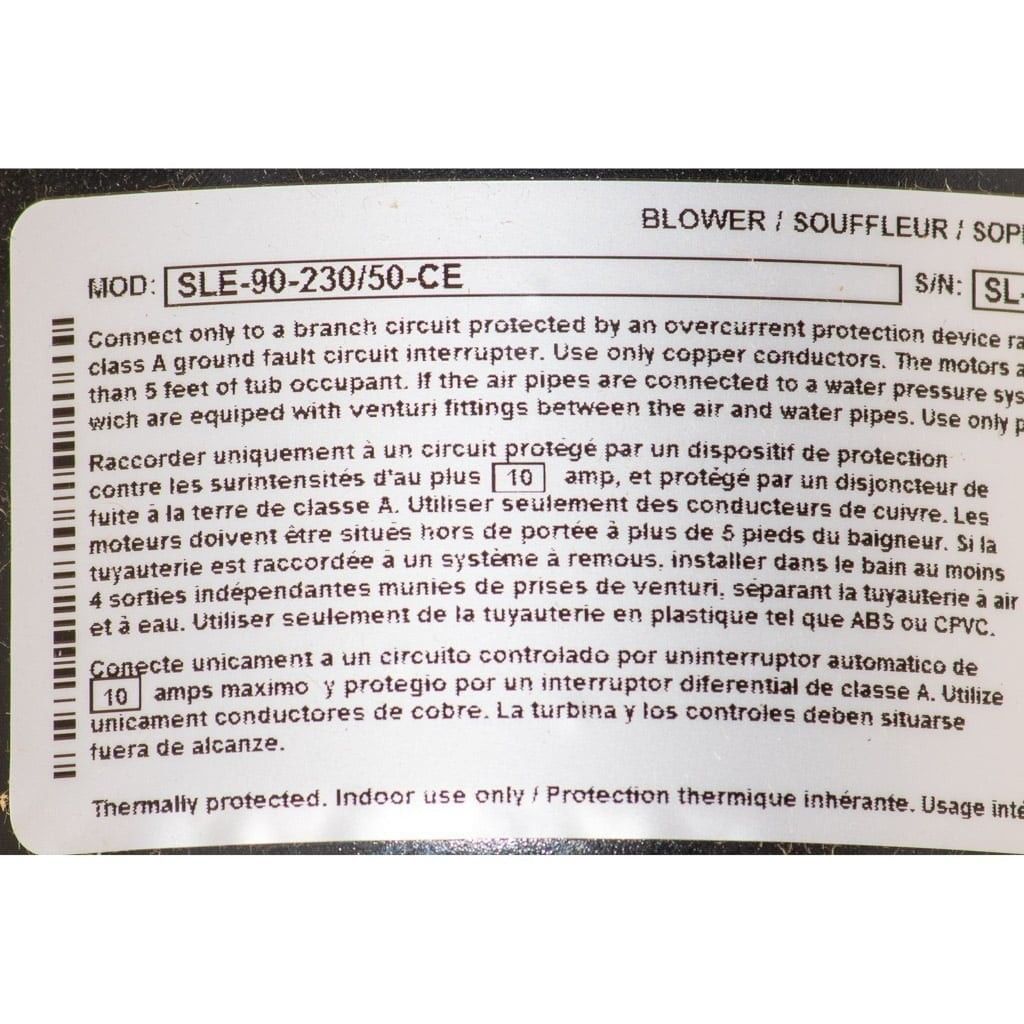 BLOWER / SOUFFLEUR / SOP
MOD: SLE-90-230/50-CE S/N: SL-
Connect only to a branch circuit protected by an overcurrent protection device ra
class A ground fault circuit interrupter. Use only copper conductors. The motors a
than 5 feet of tub occupant. If the air pipes are connected to a water pressure sys
wich are equiped with venturi fittings between the air and water pipes. Use only p
Raccorder uniquement à un circuit protégé par un dispositif de protection
contre les surintensités d'au plus 10 amp, et protégé par un disjoncteur de
fuite à la terre de classe A. Utiliser seulement des conducteurs de cuivre. Les
moteurs doivent être situés hors de portée à plus de 5 pieds du baigneur. Si la
tuyauterie est raccordée à un système à remous, installer dans le bain au moins
4 sorties indépendantes munies de prises de venturi, séparant la tuyauterie à air
et à eau. Utiliser seulement de la tuyauterie en plastique tel que ABS ou CPVC.
Conecte unicament a un circuito controlado por uninterruptor automatico de
10 amps maximo y protegio por un interruptor diferential de classe A. Utilize
unicament conductores de cobre. La turbina y los controles deben situarse
fuera de alcanze.
Thermally protected. Indoor use only / Protection thermique inhérante. Usage inté